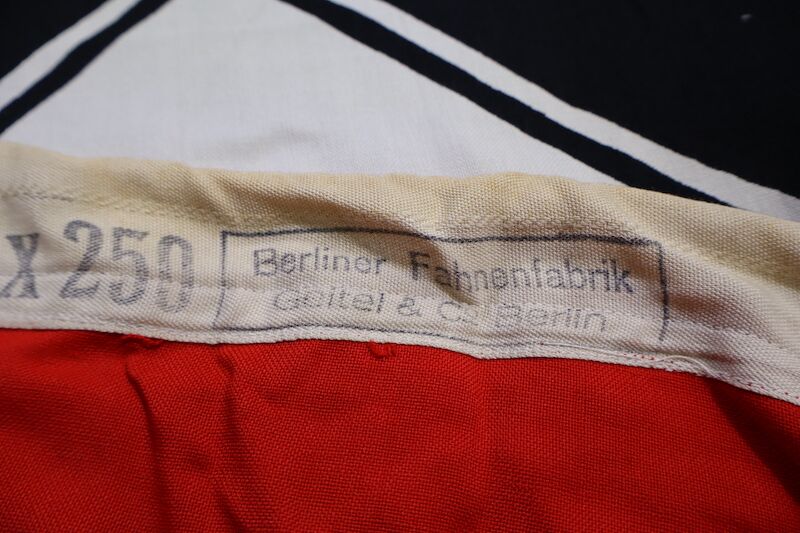 x 250
Berliner Fahnenfabrik
Geitel & Co. Berlin